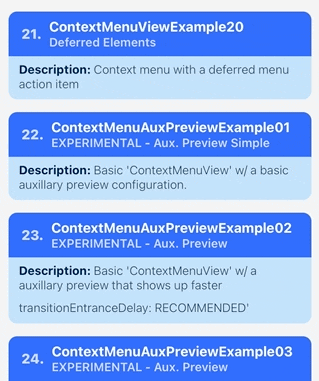 21. ContextMenuViewExample20
Deferred Elements
Description: Context menu with a deferred menu
action item
22. ContextMenuAuxPreviewExample01
EXPERIMENTAL - Aux. Preview Simple
Description: Basic 'ContextMenuView' w/ a basic
auxillary preview configuration.
23. ContextMenuAuxPreviewExample02
EXPERIMENTAL - Aux. Preview
Description: Basic 'ContextMenuView' w/ a
auxillary preview that shows up faster
transitionEntranceDelay: RECOMMENDED'
24. ContextMenuAuxPreviewExample03
EXPERIMENTAL - Aux. Preview